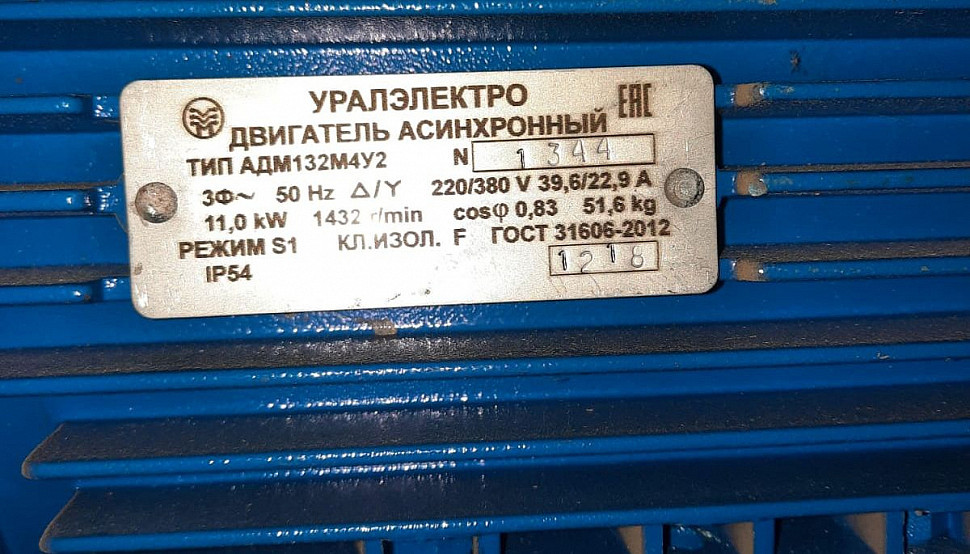 УРАЛЭЛЕКТРО EAC
ДВИГАТЕЛЬ АСИНХРОННЫЙ
ТИП АДМ132М4У2 N 1344
3Ф~ 50 Hz Δ/Y 220/380 V 39,6/22,9 A
11,0 kW 1432 r/min cosφ 0,83 51,6 kg
РЕЖИМ S1 КЛ.ИЗОЛ. F ГОСТ 31606-2012
IP54 1218